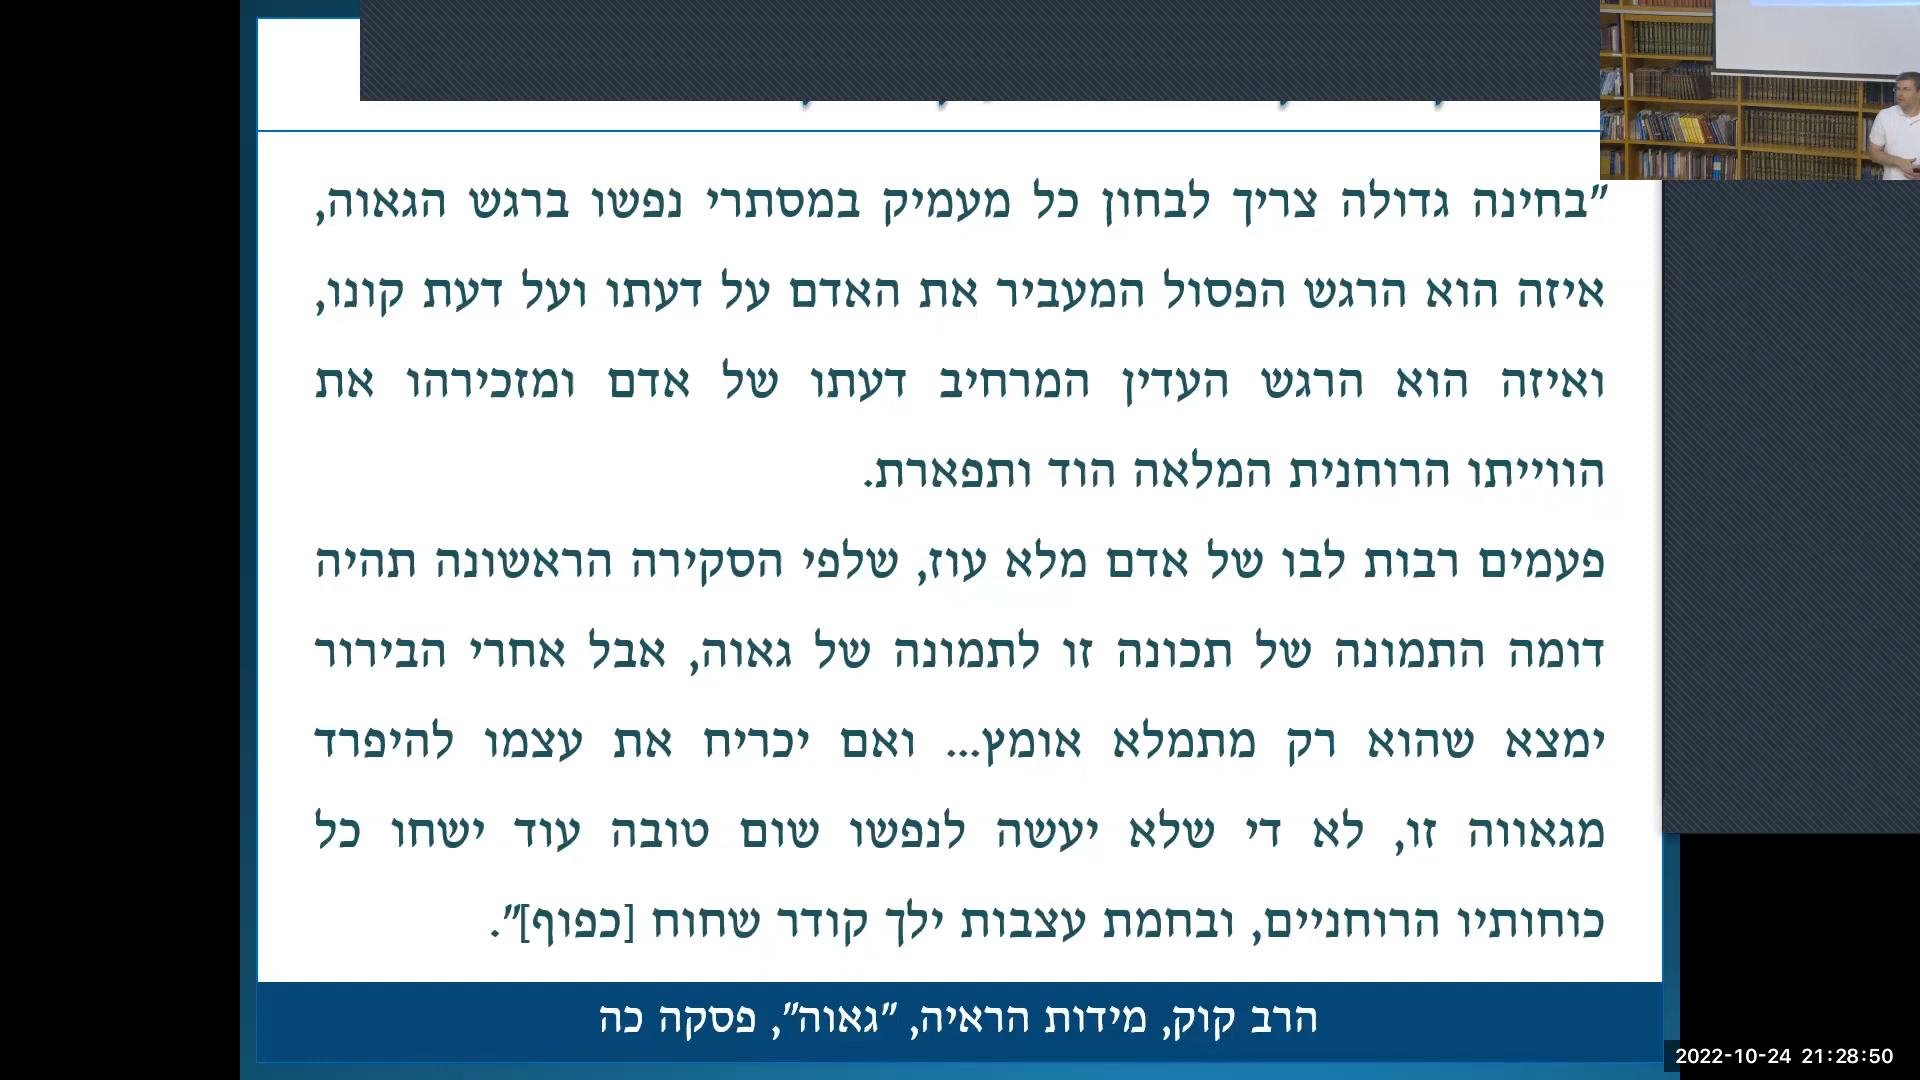 "בחינה גדולה צריך לבחון כל מעמיק במסתרי נפשו ברגש הגאוה,
איזה הוא הרגש הפסול המעביר את האדם על דעתו ועל דעת קונו,
ואיזה הוא הרגש העדין המרחיב דעתו של אדם ומזכירהו את
הווייתו הרוחנית המלאה הוד ותפארת.
פעמים רבות לבו של אדם מלא עוז, שלפי הסקירה הראשונה תהיה
דומה התמונה של תכונה זו לתמונה של גאוה, אבל אחרי הבירור
ימצא שהוא רק מתמלא אומץ... ואם יכריח את עצמו להיפרד
מגאווה זו, לא די שלא יעשה לנפשו שום טובה עוד ישחו כל
כוחותיו הרוחניים, ובחמת עצבות ילך קודר שחוח [כפוף]".
הרב קוק, מידות הראיה, "גאוה", פסקה כה
2022-10-24 21:28:50